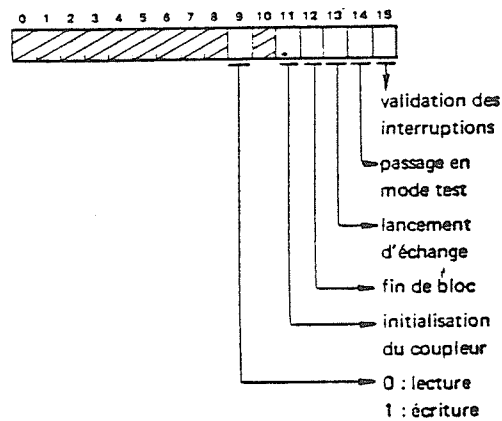 0 1 2 3 4 5 6 7 8 9 10 11 12 13 14 15
validation des
interruptions
passage en
mode test
lancement
d'échange
fin de bloc
initialisation
du coupleur
0 : lecture
1 : écriture